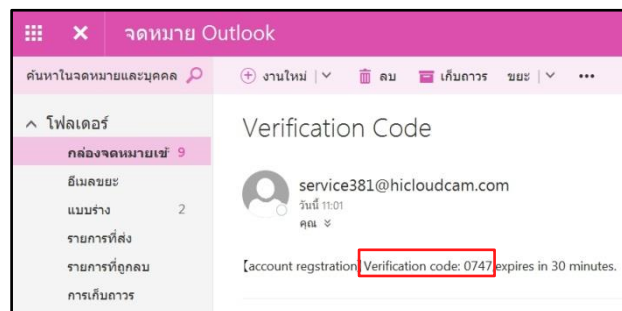 จดหมาย Outlook
ค้นหาในจดหมายและบุคคล
งานใหม่ ลบ เก็บถาวร ขยะ •••
โฟลเดอร์
กล่องจดหมายเข้ 9
อีเมลขยะ
แบบร่าง 2
รายการที่ส่ง
รายการที่ถูกลบ
การเก็บถาวร
Verification Code
service381@hicloudcam.com
วันนี้ 11:01
คุณ
【account regstration】Verification code: 0747,expires in 30 minutes.